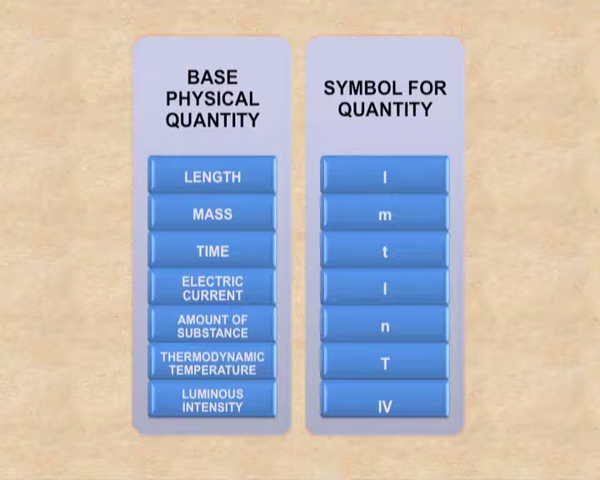 BASE
PHYSICAL
QUANTITY
SYMBOL FOR
QUANTITY
LENGTH
l
MASS
m
TIME
t
ELECTRIC
CURRENT
I
AMOUNT OF
SUBSTANCE
n
THERMODYNAMIC
TEMPERATURE
T
LUMINOUS
INTENSITY
IV